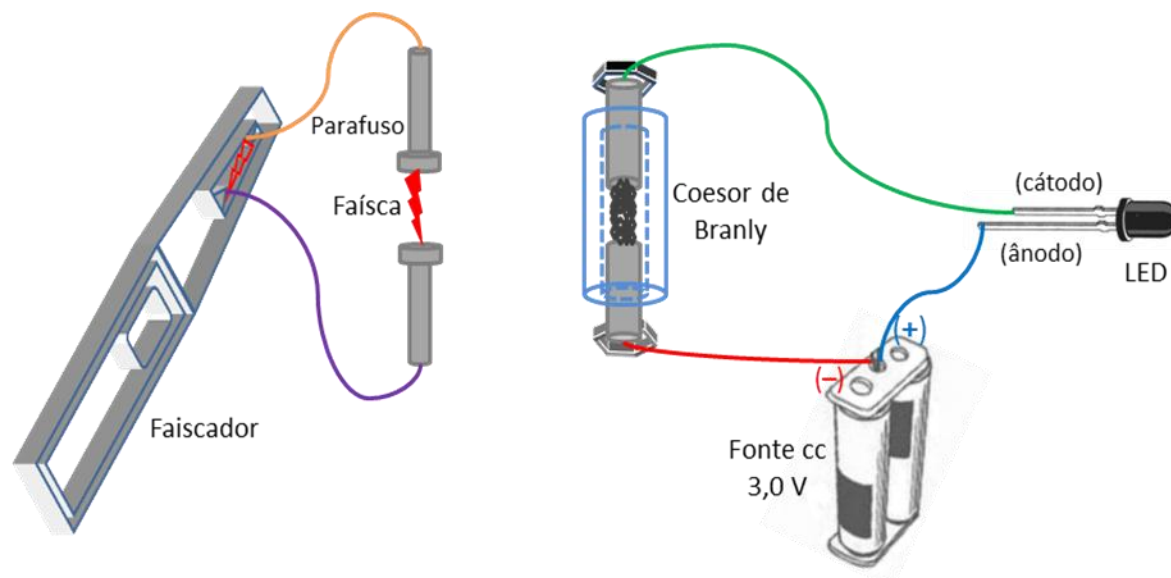 Parafuso
Faísca
Faiscador
Coesor de
Branly
(cátodo)
(ânodo)
LED
(+)
(−)
Fonte cc
3,0 V